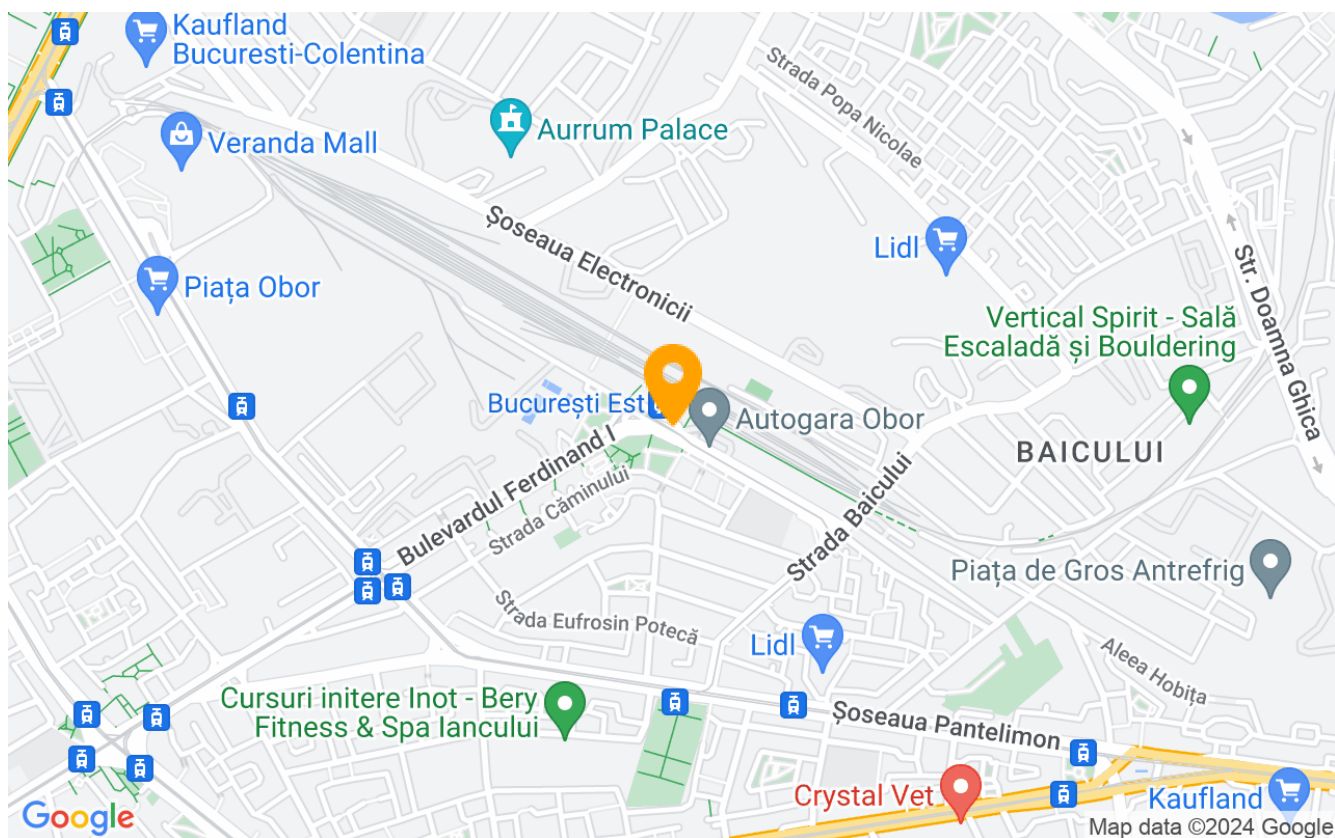 Kaufland
Bucuresti-Colentina
Strada Popa Nicolae
Aurrum Palace
Veranda Mall
Șoseaua Electronicii
Lidl
Str. Doamna Ghica
Piața Obor
Vertical Spirit - Sală
Escaladă și Bouldering
București Est
Autogara Obor
BAICULUI
Bulevardul Ferdinand I
Strada Căminului
Strada Baicului
Piața de Gros Antrefrig
Strada Eufrosin Potecă
Lidl
Aleea Hobița
Cursuri initere Inot - Bery
Fitness & Spa Iancului
Șoseaua Pantelimon
Crystal Vet
Kaufland
Google
Map data ©2024 Google